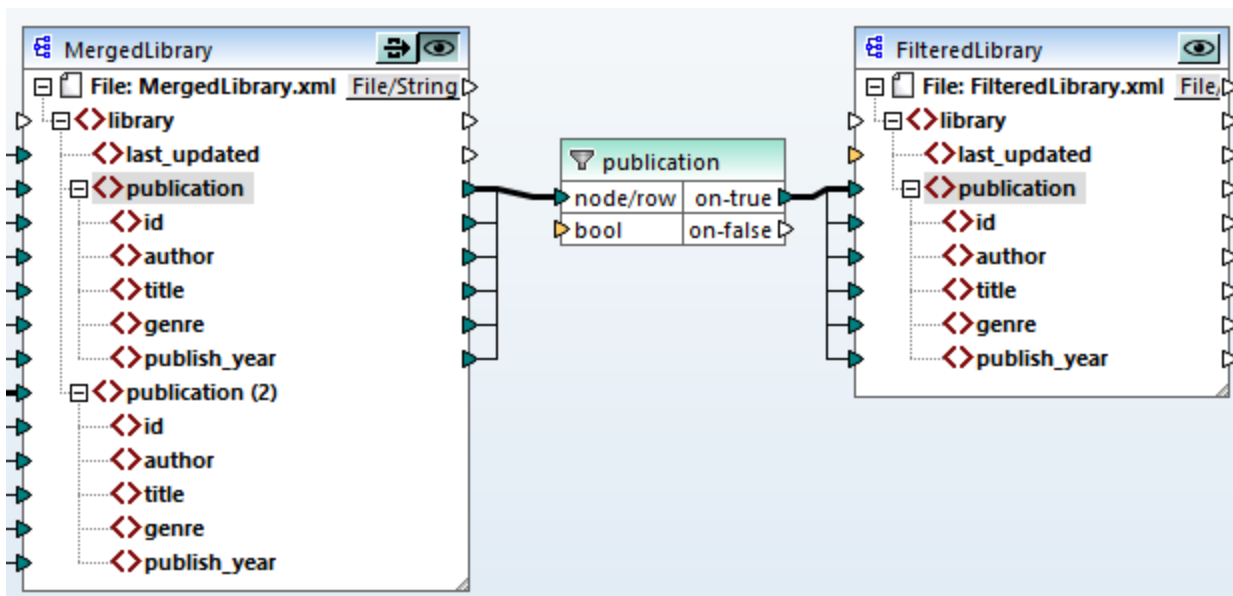 MergedLibrary
File: MergedLibrary.xml File/String
library
last_updated
publication
id
author
title
genre
publish_year
publication (2)
id
author
title
genre
publish_year
publication
node/row on-true
bool on-false
FilteredLibrary
File: FilteredLibrary.xml File/
library
last_updated
publication
id
author
title
genre
publish_year